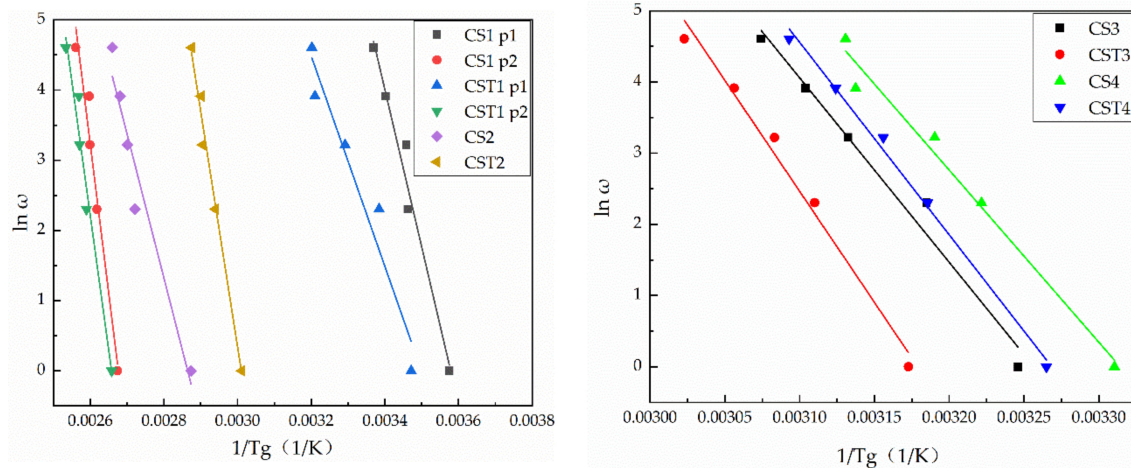 5
4
3
2
1
0
ln ω
0.0026
0.0028
0.0030
0.0032
0.0034
0.0036
0.0038
1/Tg（1/K）
CS1 p1
CS1 p2
CST1 p1
CST1 p2
CS2
CST2
5
4
3
2
1
0
ln ω
0.00300
0.00305
0.00310
0.00315
0.00320
0.00325
0.00330
1/Tg（1/K）
CS3
CST3
CS4
CST4